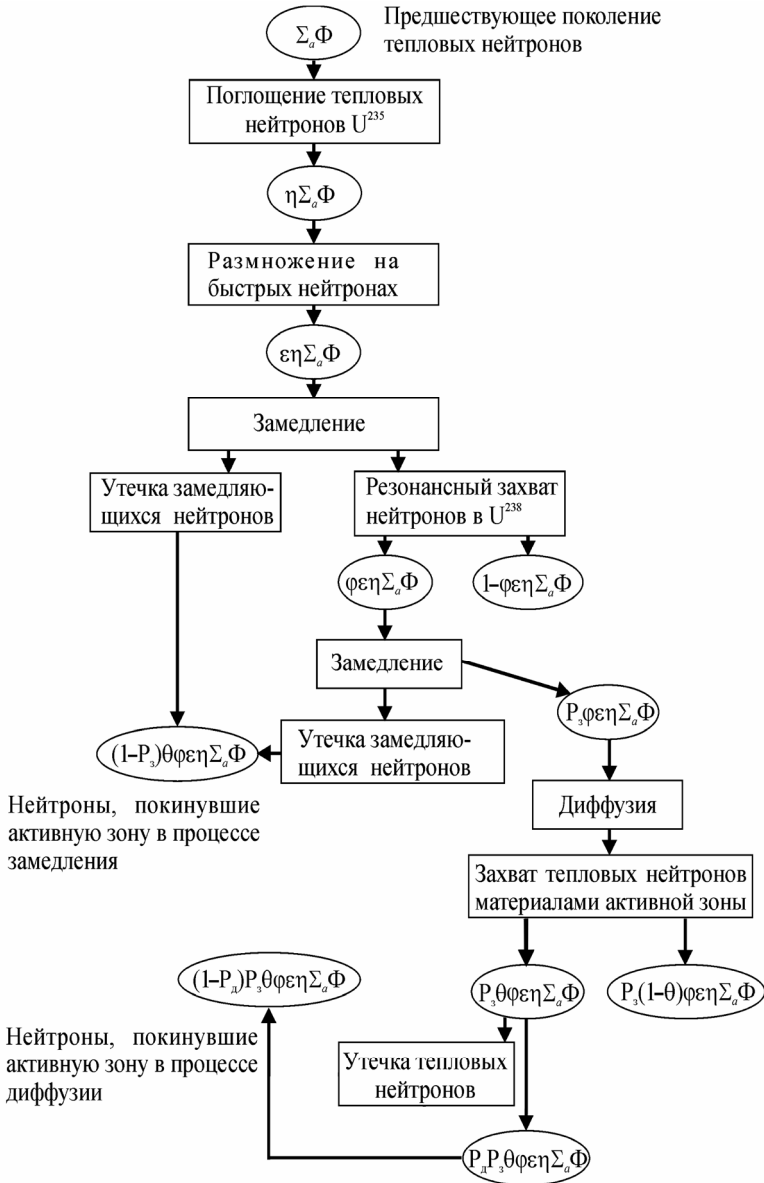 ΣₐΦ
Предшествующее поколение
тепловых нейтронов
Поглощение тепловых
нейтронов U²³⁵
ηΣₐΦ
Размножение на
быстрых нейтронах
εηΣₐΦ
Замедление
Утечка замедляю-
щихся нейтронов
Резонансный захват
нейтронов в U²³⁸
φεηΣₐΦ
1–φεηΣₐΦ
Замедление
PзφεηΣₐΦ
Утечка замедляю-
щихся нейтронов
(1–Pз)θφεηΣₐΦ
Нейтроны, покинувшие
активную зону в процессе
замедления
Диффузия
Захват тепловых нейтронов
материалами активной зоны
(1–Pд)PзθφεηΣₐΦ
PзθφεηΣₐΦ
Pз(1–θ)φεηΣₐΦ
Нейтроны, покинувшие
активную зону в процессе
диффузии
Утечка тепловых
нейтронов
PдPзθφεηΣₐΦ